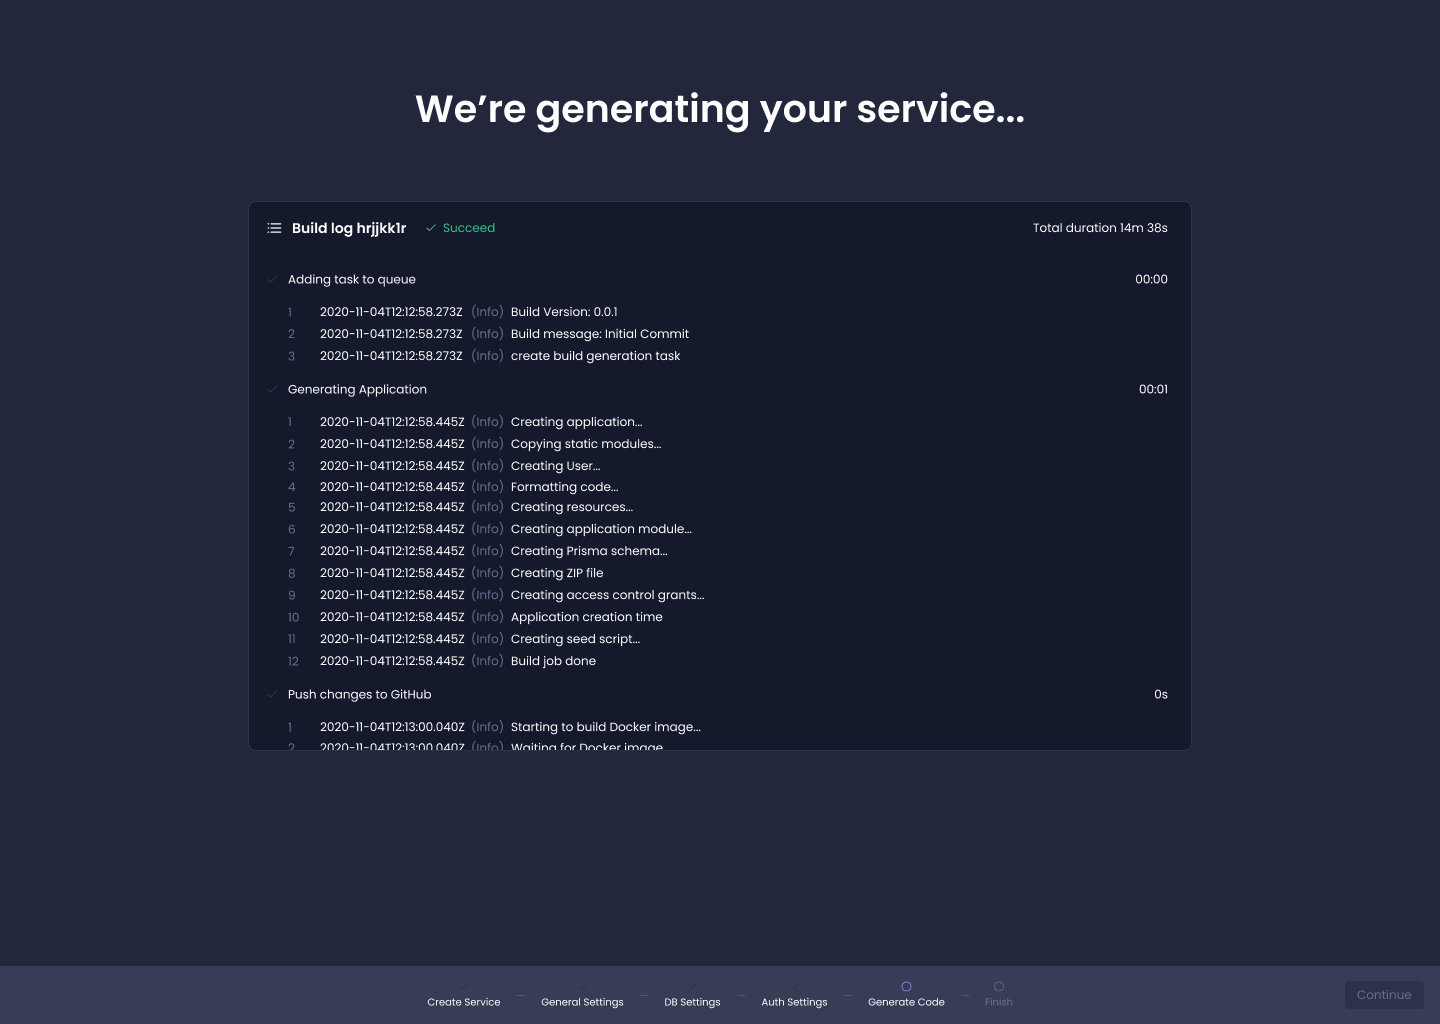 We’re generating your service...
Build log hrjjkk1r Succeed Total duration 14m 38s
Adding task to queue 00:00
1 2020-11-04T12:12:58.273Z (Info) Build Version: 0.0.1
2 2020-11-04T12:12:58.273Z (Info) Build message: Initial Commit
3 2020-11-04T12:12:58.273Z (Info) create build generation task
Generating Application 00:01
1 2020-11-04T12:12:58.445Z (Info) Creating application...
2 2020-11-04T12:12:58.445Z (Info) Copying static modules...
3 2020-11-04T12:12:58.445Z (Info) Creating User...
4 2020-11-04T12:12:58.445Z (Info) Formatting code...
5 2020-11-04T12:12:58.445Z (Info) Creating resources...
6 2020-11-04T12:12:58.445Z (Info) Creating application module...
7 2020-11-04T12:12:58.445Z (Info) Creating Prisma schema...
8 2020-11-04T12:12:58.445Z (Info) Creating ZIP file
9 2020-11-04T12:12:58.445Z (Info) Creating access control grants...
10 2020-11-04T12:12:58.445Z (Info) Application creation time
11 2020-11-04T12:12:58.445Z (Info) Creating seed script...
12 2020-11-04T12:12:58.445Z (Info) Build job done
Push changes to GitHub 0s
1 2020-11-04T12:13:00.040Z (Info) Starting to build Docker image...
2 2020-11-04T12:13:00.040Z (Info) Waiting for Docker image
Create Service General Settings DB Settings Auth Settings Generate Code Finish
Continue